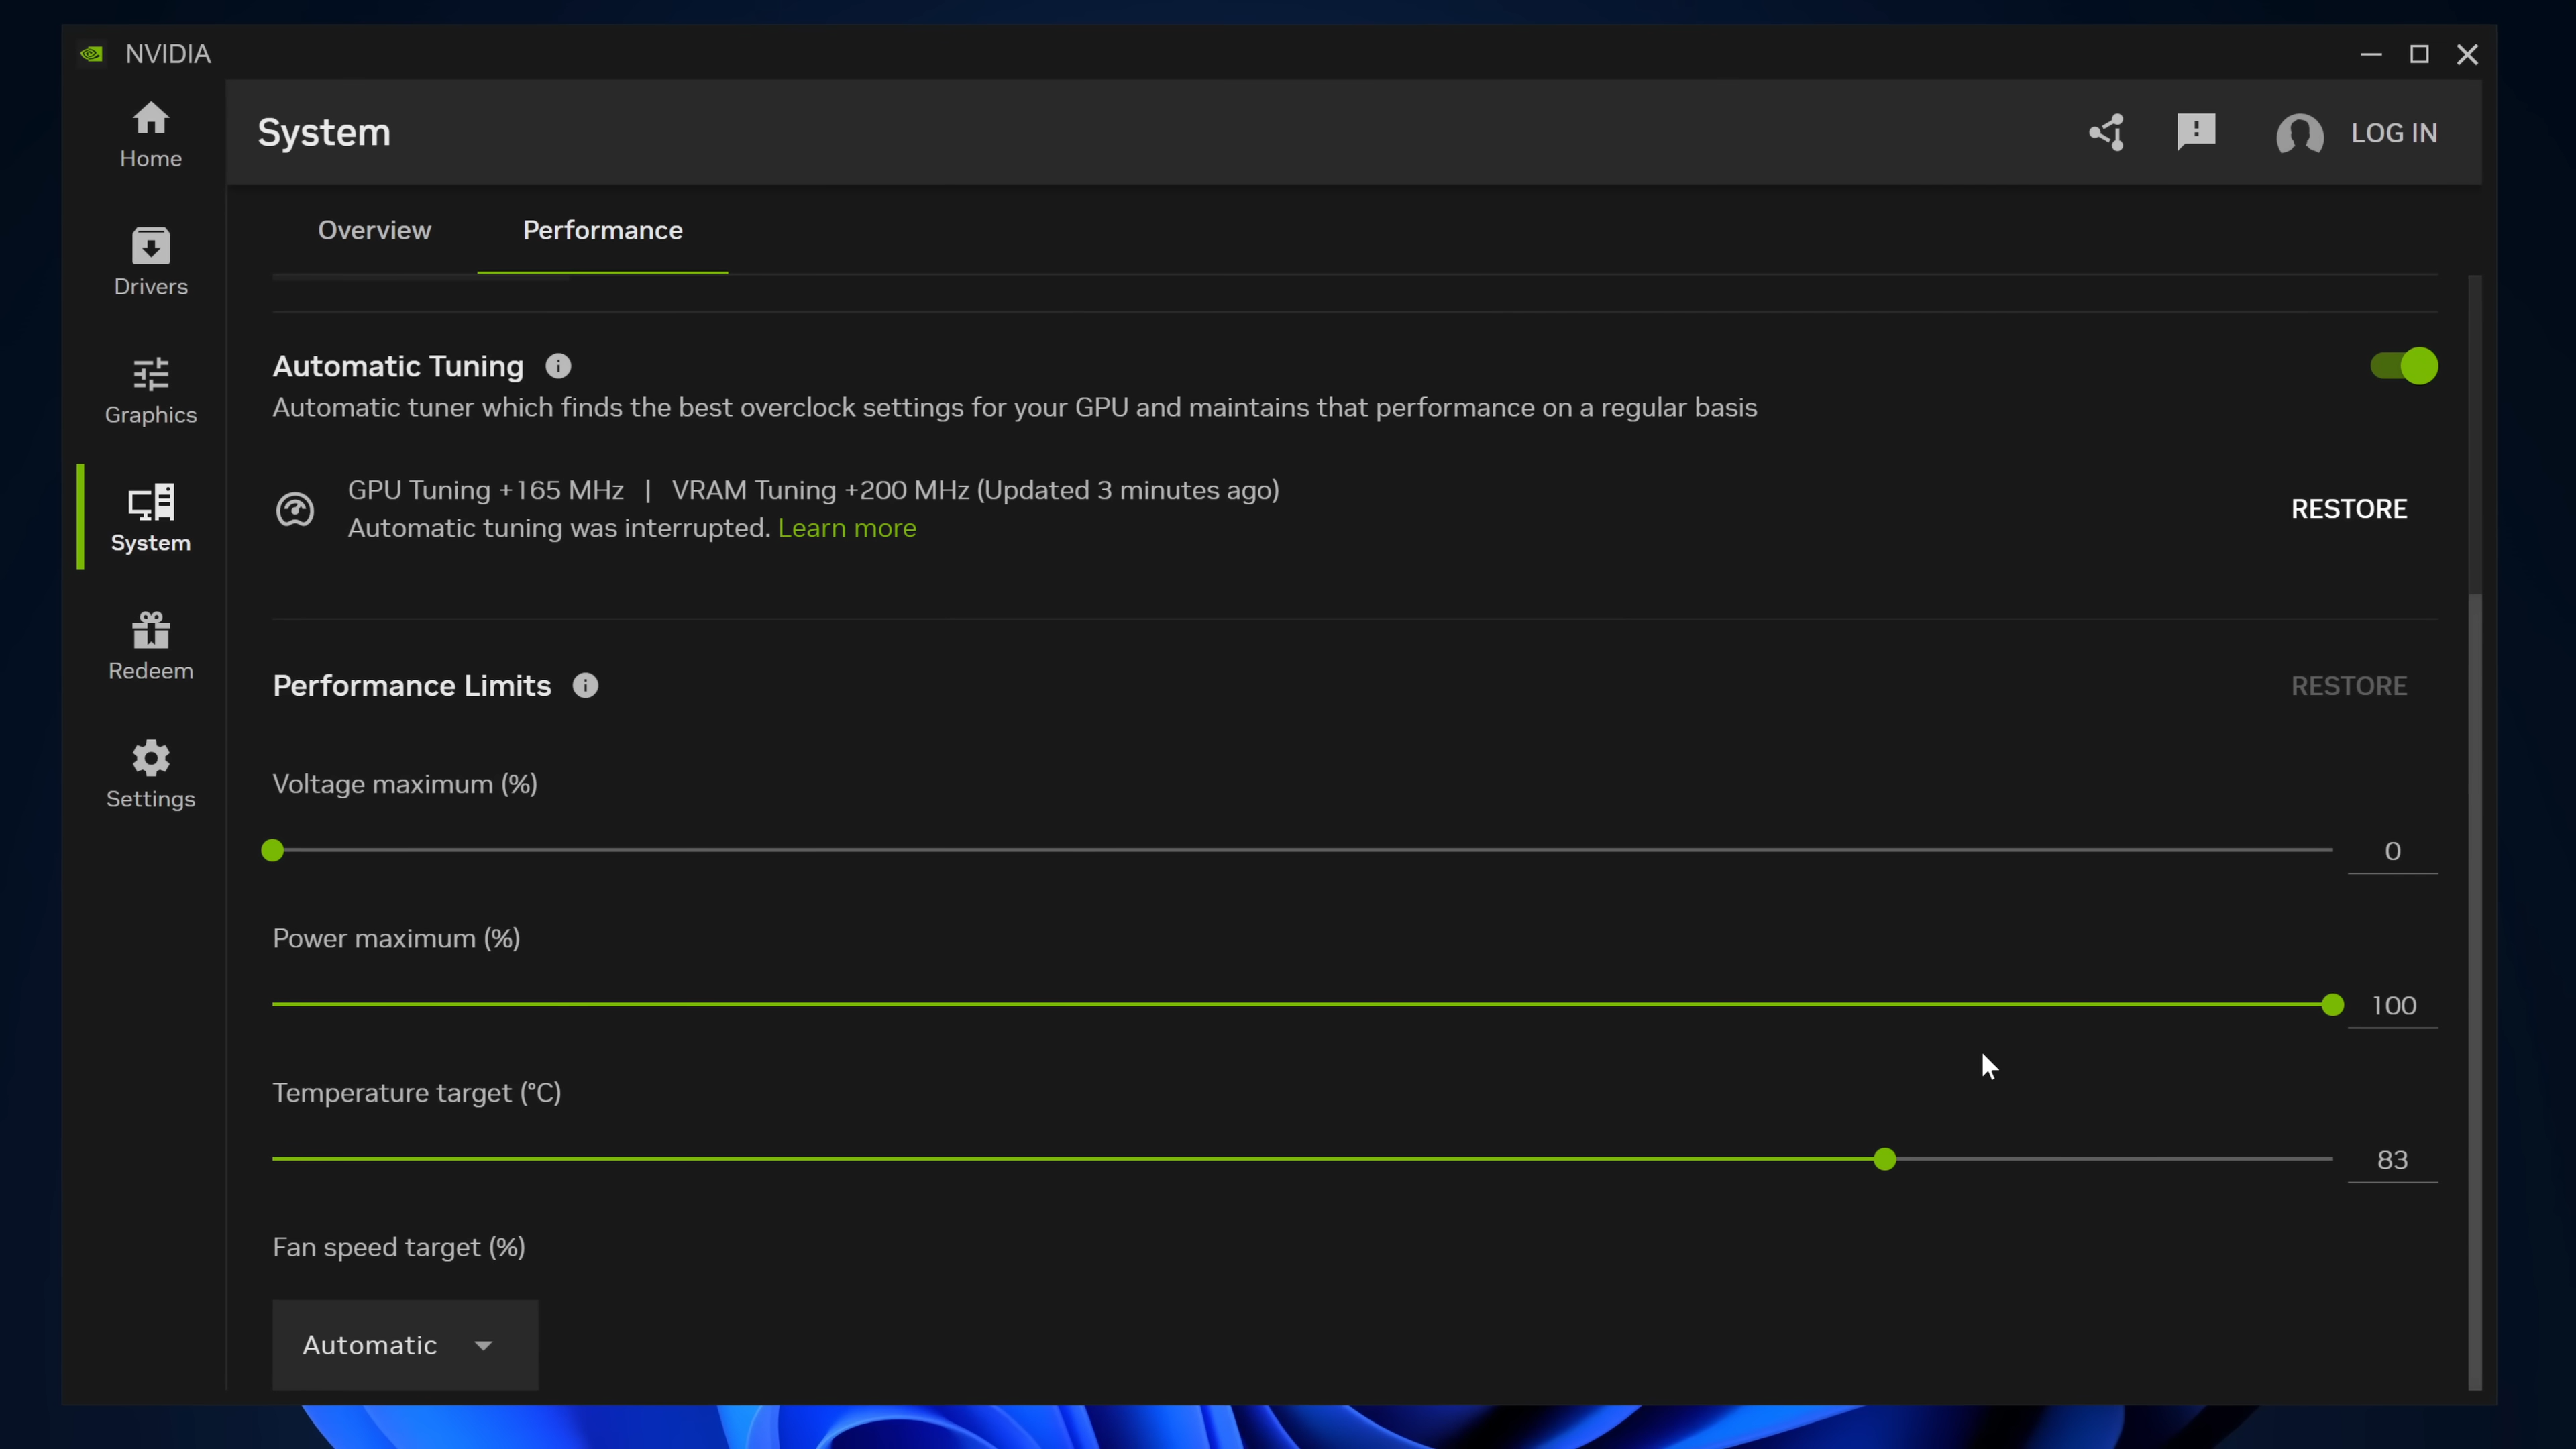 NVIDIA
System
LOG IN
Home
Drivers
Graphics
System
Redeem
Settings
Overview
Performance
Automatic Tuning
Automatic tuner which finds the best overclock settings for your GPU and maintains that performance on a regular basis
GPU Tuning +165 MHz | VRAM Tuning +200 MHz (Updated 3 minutes ago)
Automatic tuning was interrupted. Learn more
RESTORE
Performance Limits
RESTORE
Voltage maximum (%)
0
Power maximum (%)
100
Temperature target (°C)
83
Fan speed target (%)
Automatic